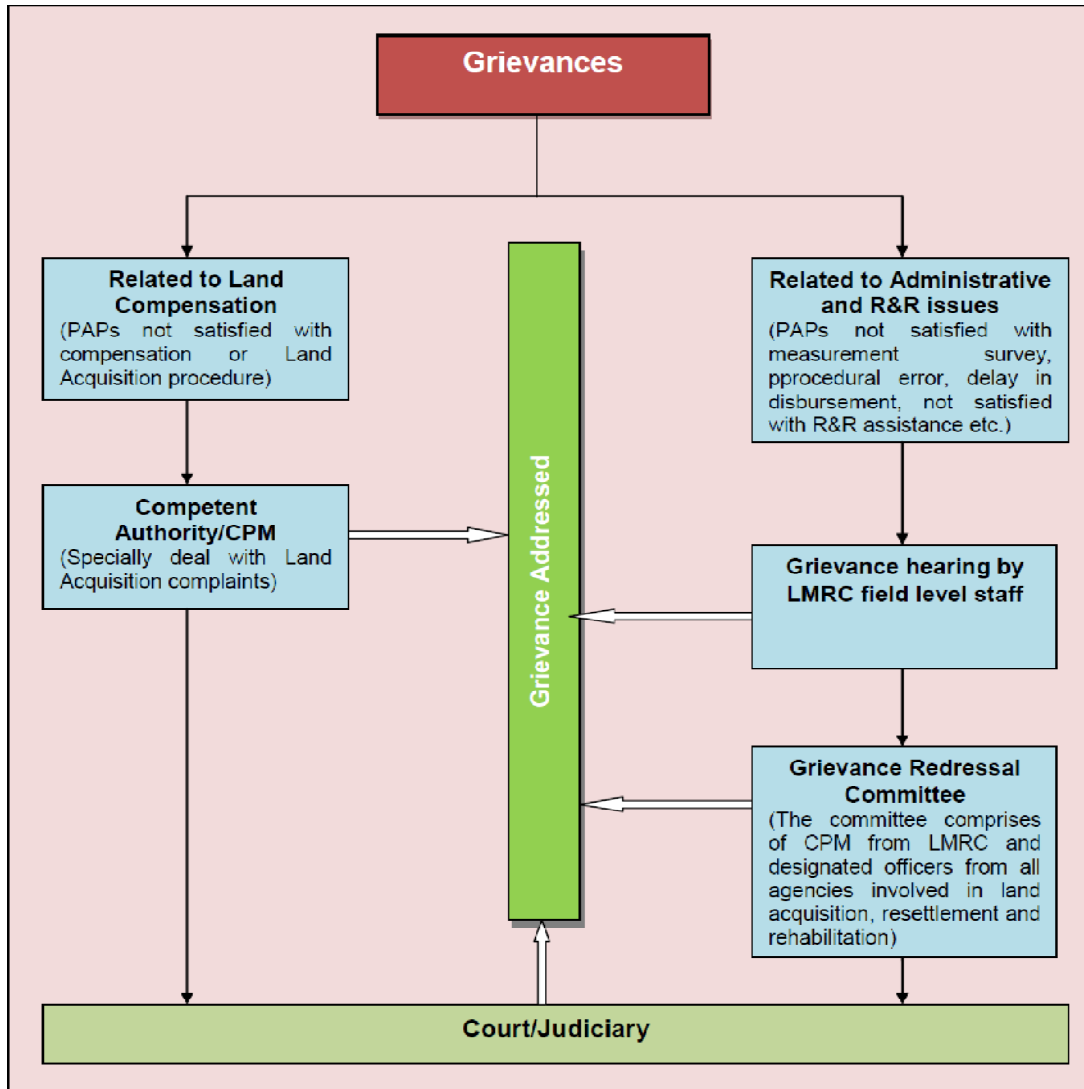 Grievances
Related to Land
Compensation
(PAPs not satisfied with
compensation or Land
Acquisition procedure)
Competent
Authority/CPM
(Specially deal with Land
Acquisition complaints)
Grievance Addressed
Related to Administrative
and R&R issues
(PAPs not satisfied with
measurement survey,
pprocedural error, delay in
disbursement, not satisfied
with R&R assistance etc.)
Grievance hearing by
LMRC field level staff
Grievance Redressal
Committee
(The committee comprises
of CPM from LMRC and
designated officers from all
agencies involved in land
acquisition, resettlement and
rehabilitation)
Court/Judiciary